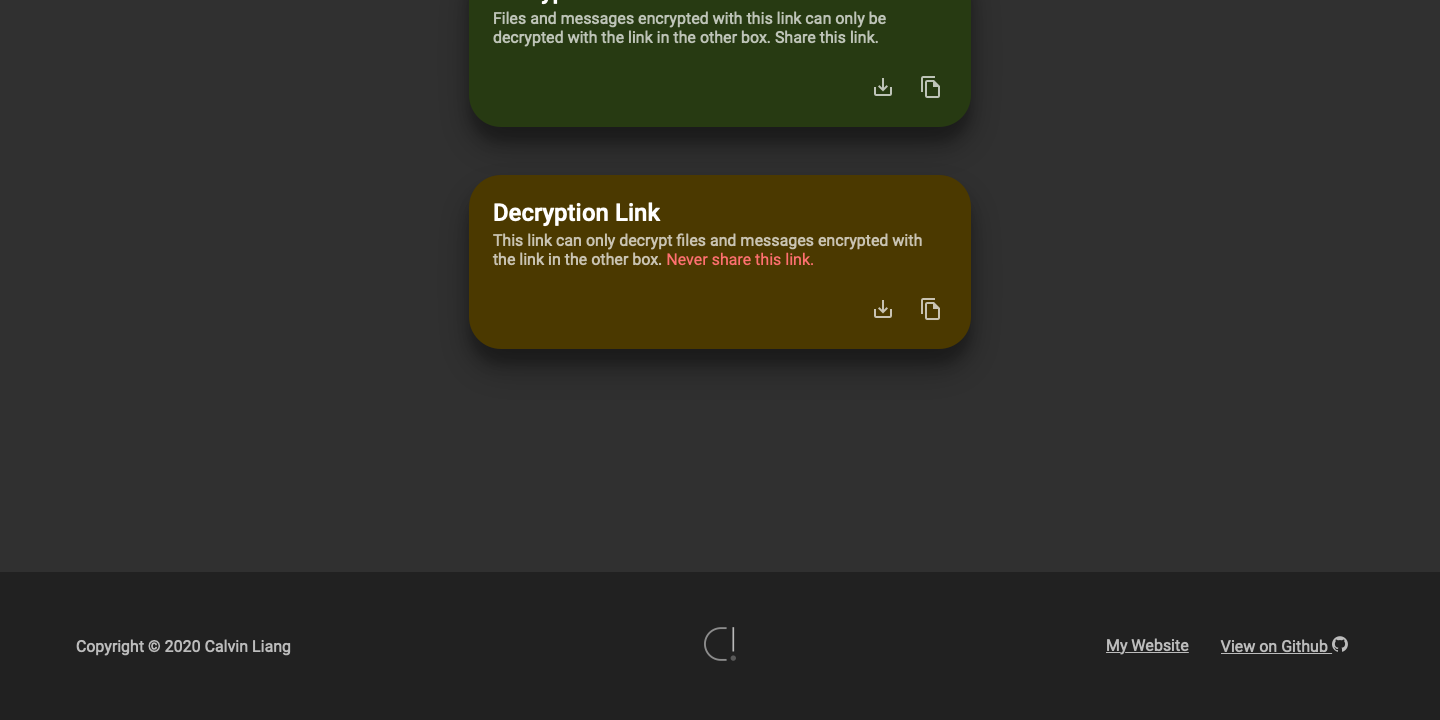 Files and messages encrypted with this link can only be
decrypted with the link in the other box. Share this link.
Decryption Link
This link can only decrypt files and messages encrypted with
the link in the other box. Never share this link.
Copyright © 2020 Calvin Liang
My Website
View on Github